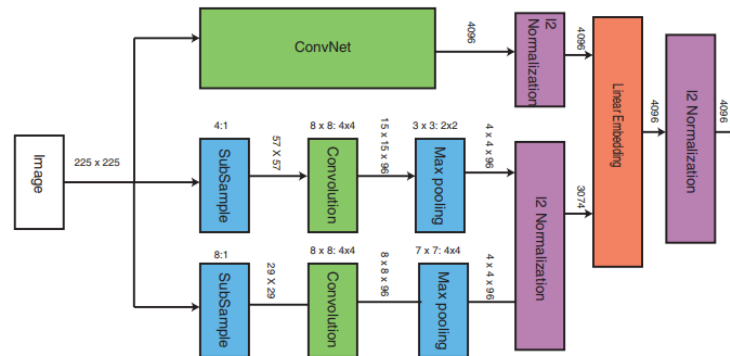 ConvNet
4096
l2 Normalization
4096
Linear Embedding
4096
l2 Normalization
4096
Image
225 x 225
4:1
SubSample
57 X 57
8 x 8: 4x4
Convolution
15 x 15 x 96
3 x 3: 2x2
Max pooling
4 x 4 x 96
l2 Normalization
3074
8:1
SubSample
29 X 29
8 x 8: 4x4
Convolution
8 x 8 x 96
7 x 7: 4x4
Max pooling
4 x 4 x 96